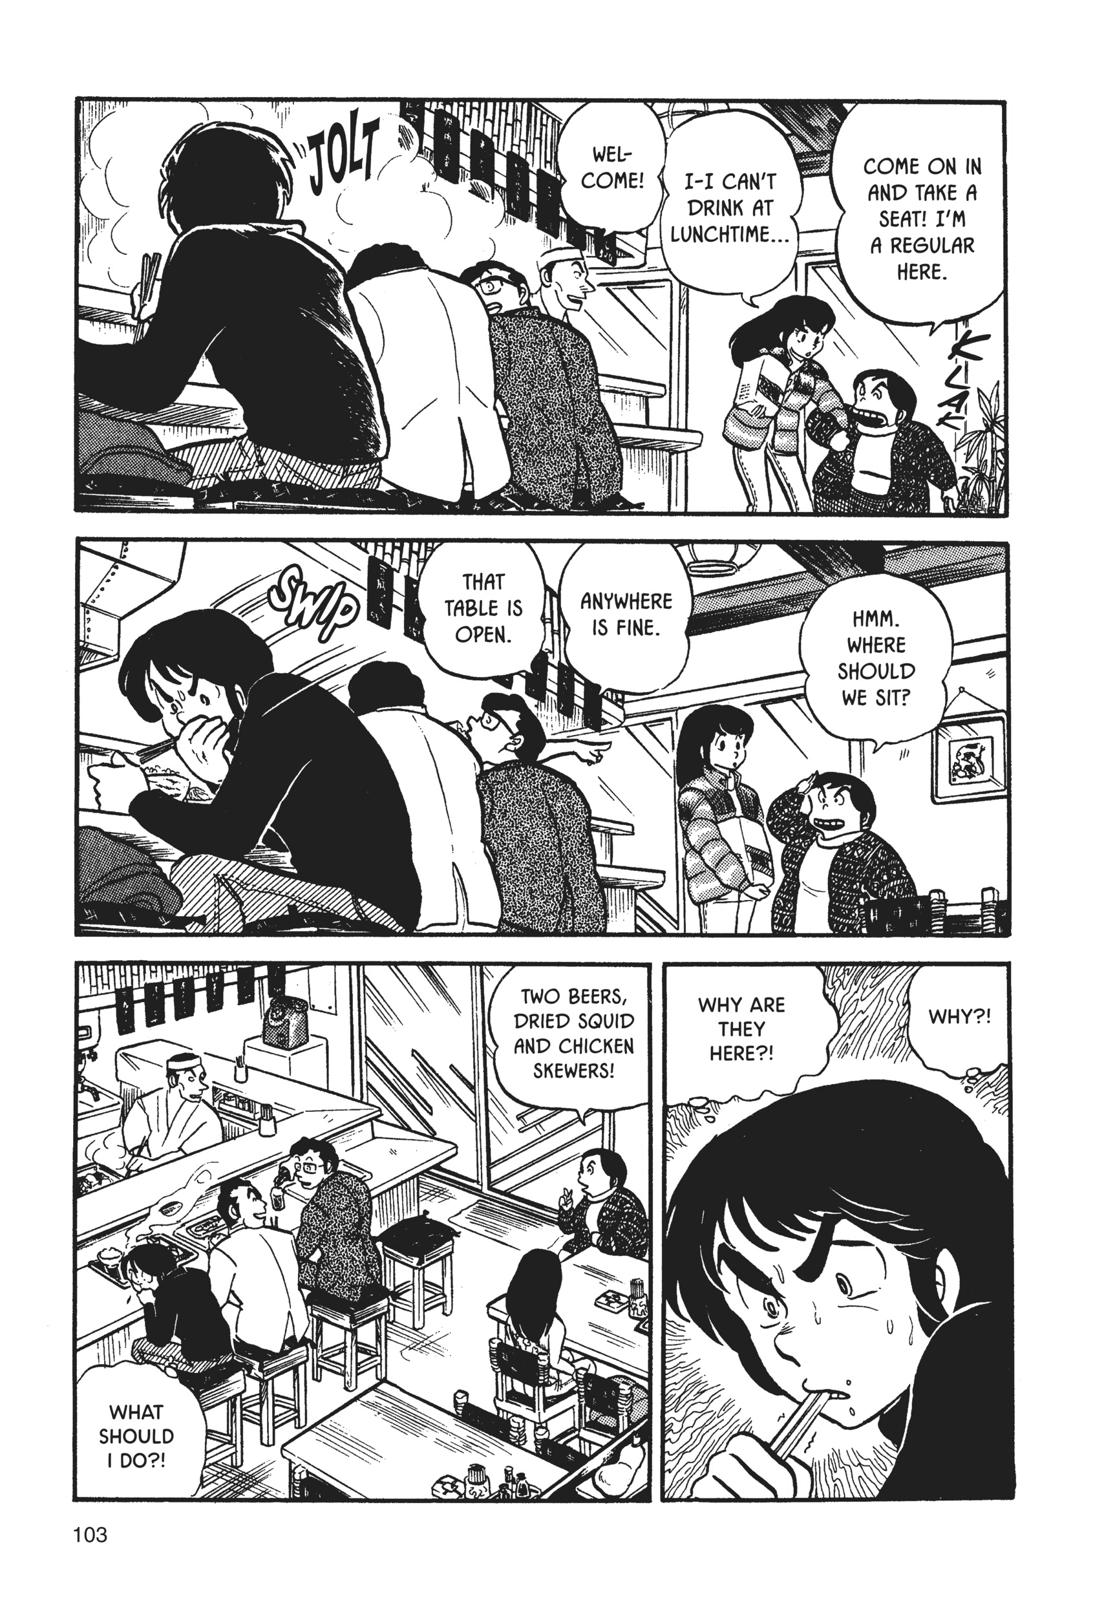 COME ON IN
AND TAKE A
SEAT! I'M
A REGULAR
HERE.
I-I CAN'T
DRINK AT
LUNCHTIME...
WEL-
COME!
JOLT
KLAK
HMM.
WHERE
SHOULD
WE SIT?
ANYWHERE
IS FINE.
THAT
TABLE IS
OPEN.
SWIP
TWO BEERS,
DRIED SQUID
AND CHICKEN
SKEWERS!
WHAT
SHOULD
I DO?!
WHY ARE
THEY
HERE?!
WHY?!
103